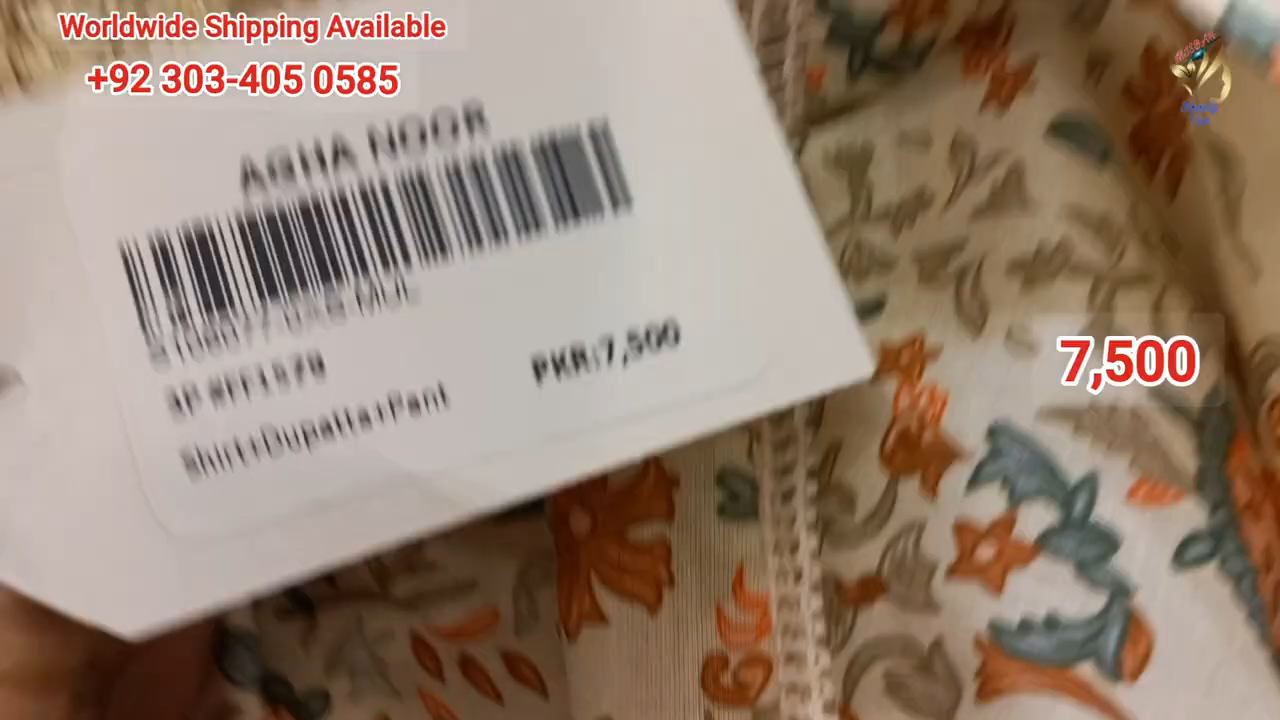 Worldwide Shipping Available
+92 303-405 0585
AGHA NOOR
Shirt+Dupatta+Pant
PKR:7,500
7,500